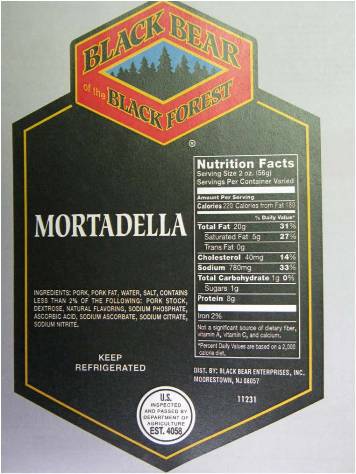 BLACK BEAR
of the
BLACK FOREST
®
MORTADELLA
INGREDIENTS: PORK, PORK FAT, WATER, SALT, CONTAINS
LESS THAN 2% OF THE FOLLOWING: PORK STOCK,
DEXTROSE, NATURAL FLAVORING, SODIUM PHOSPHATE,
ASCORBIC ACID, SODIUM ASCORBATE, SODIUM CITRATE,
SODIUM NITRITE.
KEEP
REFRIGERATED
Nutrition Facts
Serving Size 2 oz. (56g)
Servings Per Container Varied
Amount Per Serving
Calories 220 Calories from Fat 180
% Daily Value*
Total Fat 20g 31%
Saturated Fat 5g 27%
Trans Fat 0g
Cholesterol 40mg 14%
Sodium 780mg 33%
Total Carbohydrate 1g 0%
Sugars 1g
Protein 8g
Iron 2%
Not a significant source of dietary fiber,
vitamin A, vitamin C, and calcium.
*Percent Daily Values are based on a 2,000
calorie diet.
DIST. BY: BLACK BEAR ENTERPRISES, INC.
MOORESTOWN, NJ 08057
11231
U.S.
INSPECTED
AND PASSED BY
DEPARTMENT OF
AGRICULTURE
EST. 4058